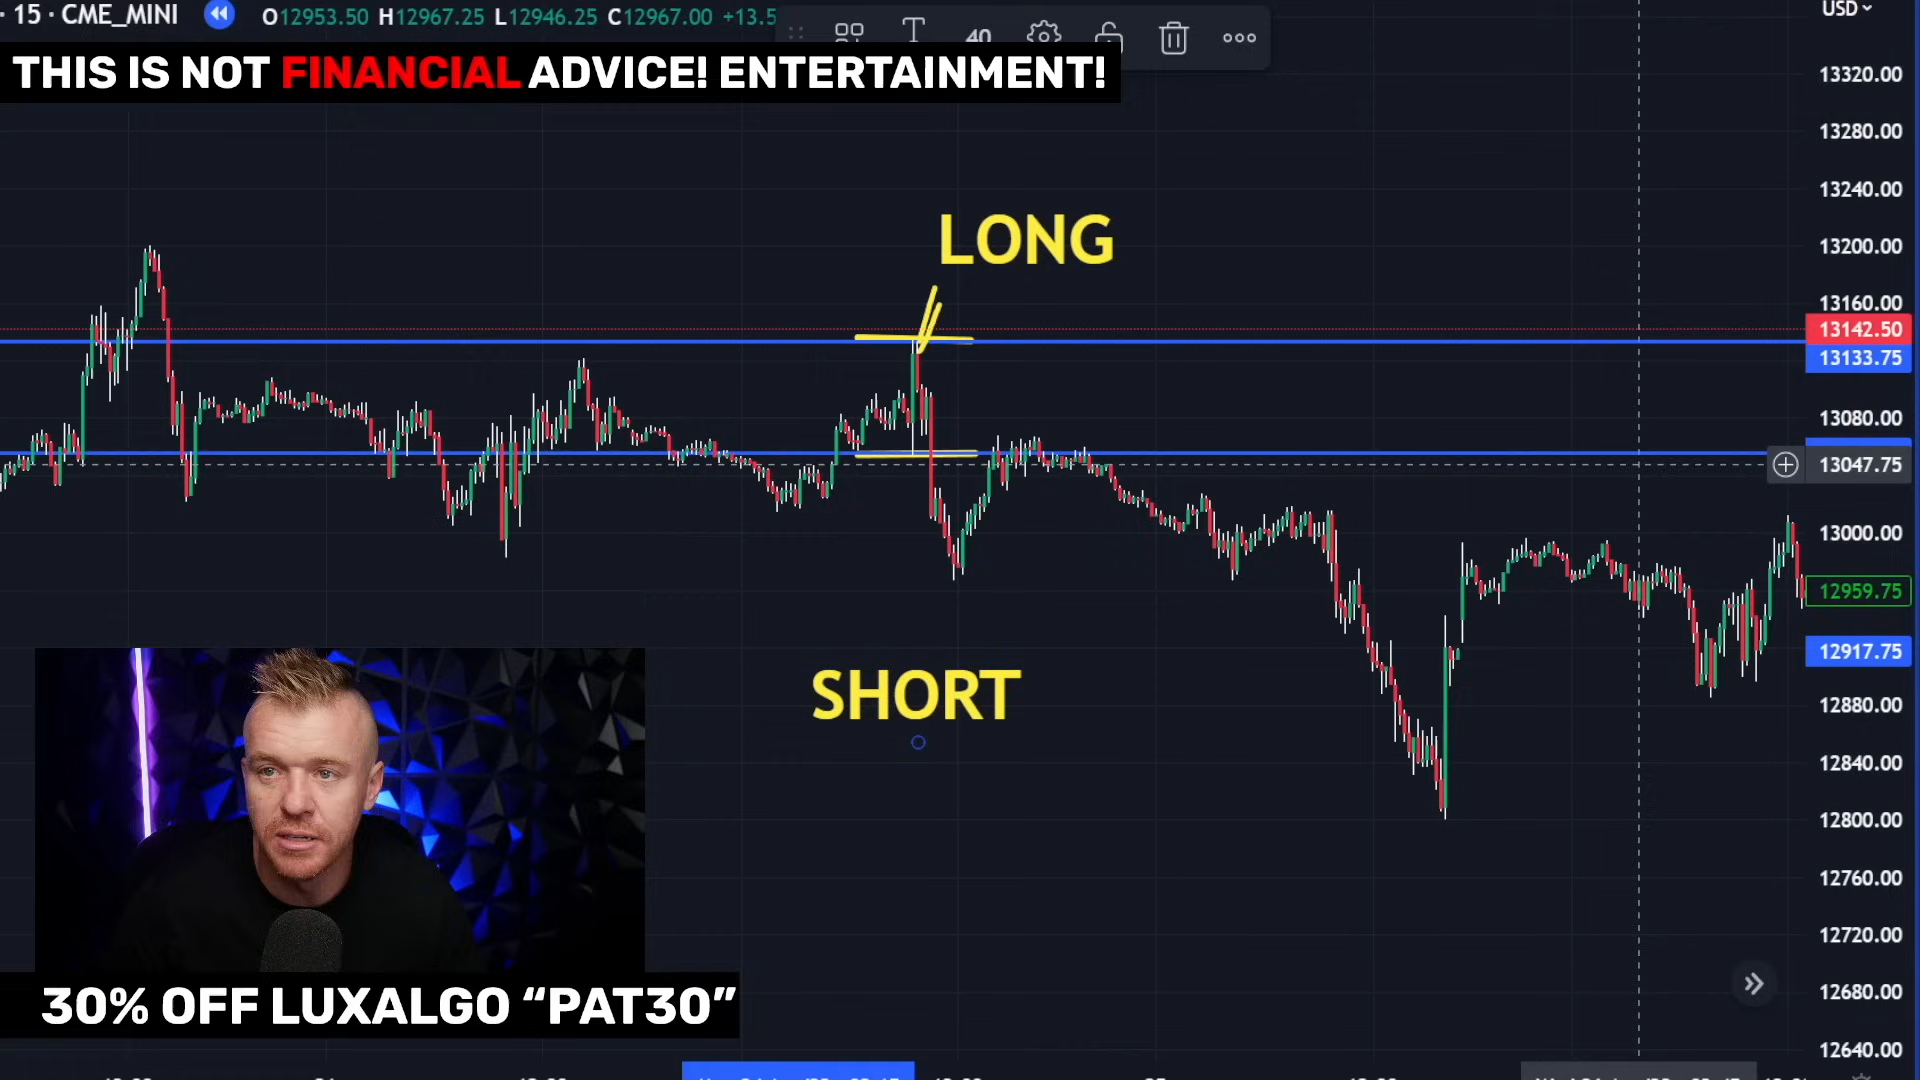 · 15 · CME_MINI O12953.50 H12967.25 L12946.25 C12967.00 +13.5
USD
T 40
THIS IS NOT FINANCIAL ADVICE! ENTERTAINMENT!
13320.00
13280.00
13240.00
13200.00
LONG
13160.00
13142.50
13133.75
13080.00
13047.75
13000.00
12959.75
12917.75
SHORT
12880.00
12840.00
12800.00
12760.00
12720.00
12680.00
30% OFF LUXALGO “PAT30”
12640.00